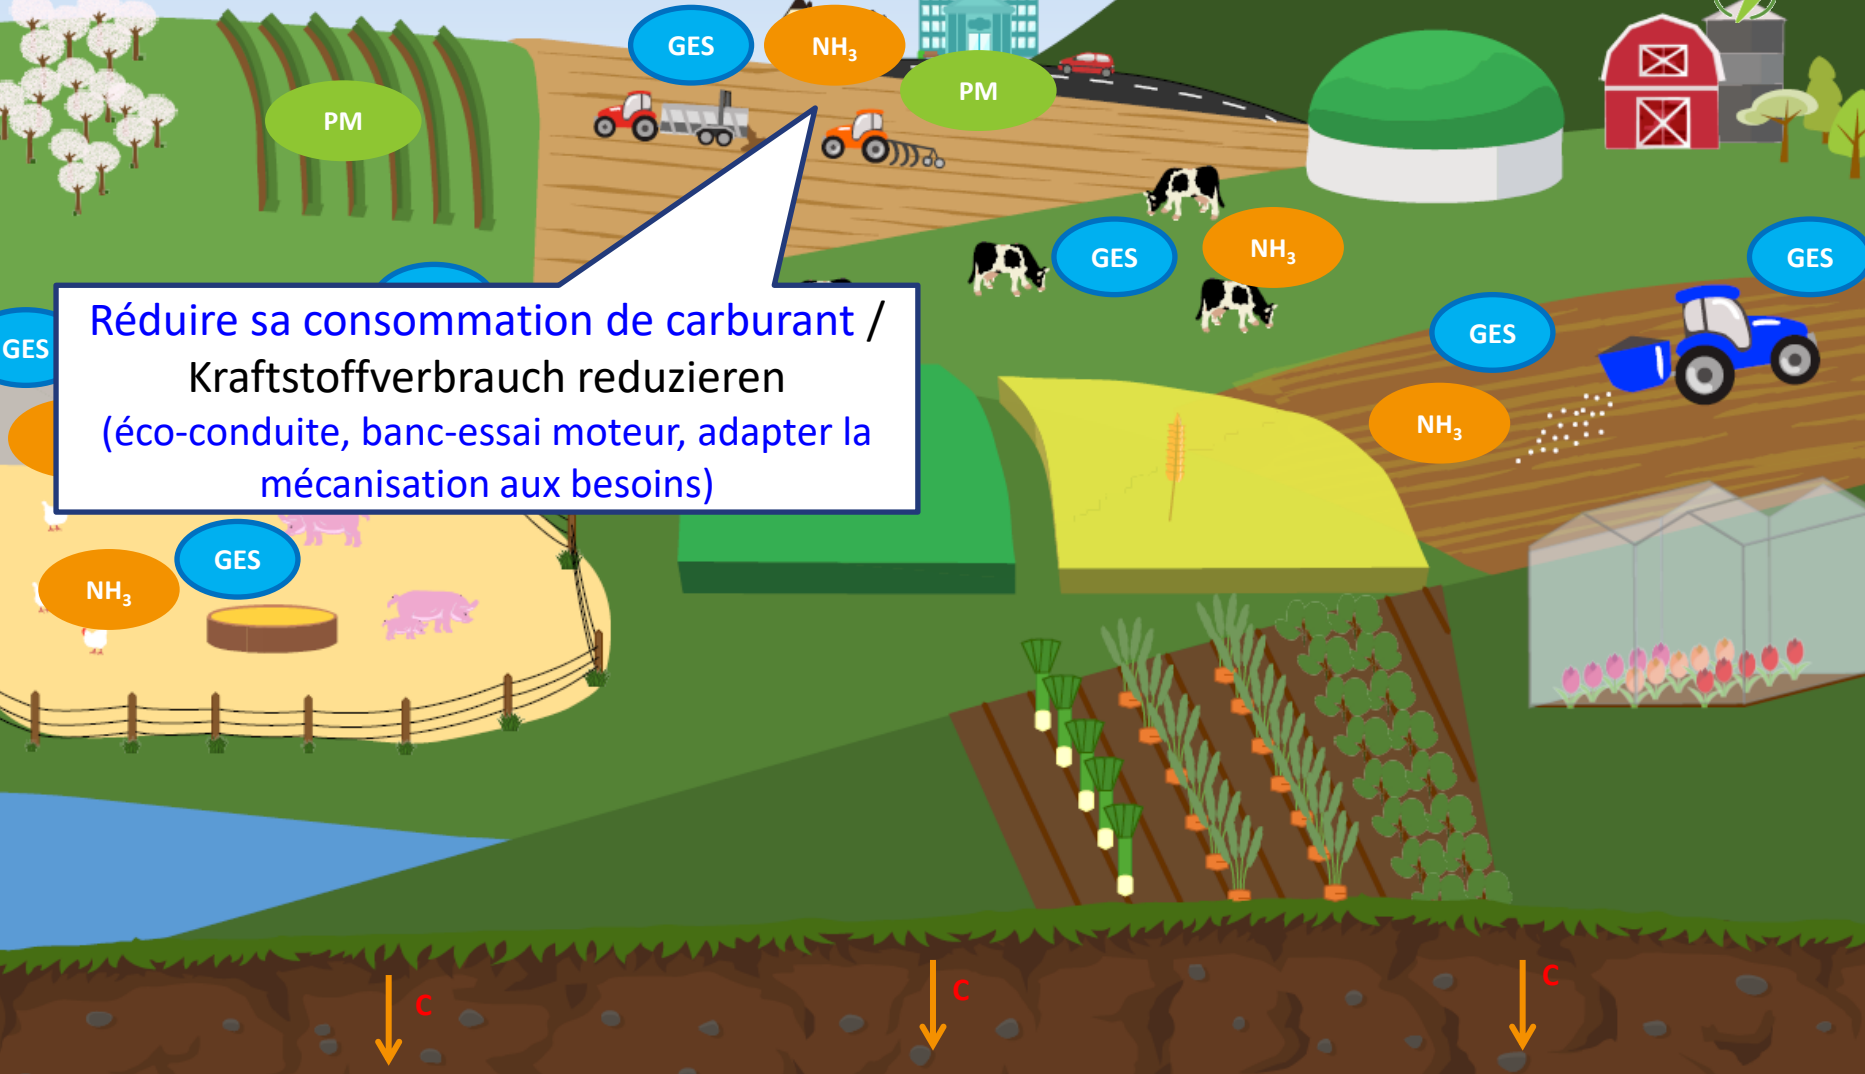 GES
NH₃
PM
PM
GES
NH₃
GES
GES
Réduire sa consommation de carburant /
Kraftstoffverbrauch reduzieren
(éco-conduite, banc-essai moteur, adapter la
mécanisation aux besoins)
GES
NH₃
GES
NH₃
C
C
C